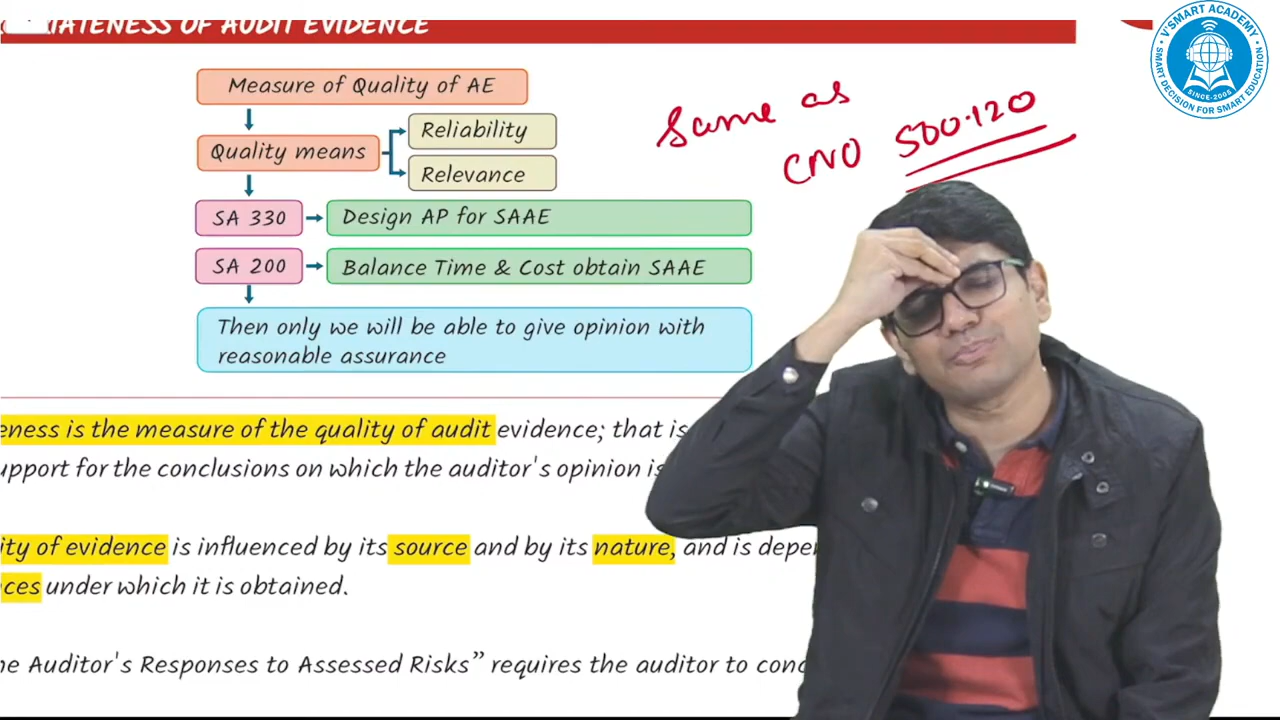 IATENESS OF AUDIT EVIDENCE
Measure of Quality of AE
Quality means
Reliability
Relevance
SA 330
Design AP for SAAE
SA 200
Balance Time & Cost obtain SAAE
Then only we will be able to give opinion with
reasonable assurance
Same as
CNO 500.120
V'SMART ACADEMY
SINCE-2005
SMART DECISION FOR SMART EDUCATION
eness is the measure of the quality of audit evidence; that is
upport for the conclusions on which the auditor's opinion is
ity of evidence is influenced by its source and by its nature, and is depen
ces under which it is obtained.
he Auditor's Responses to Assessed Risks” requires the auditor to conc